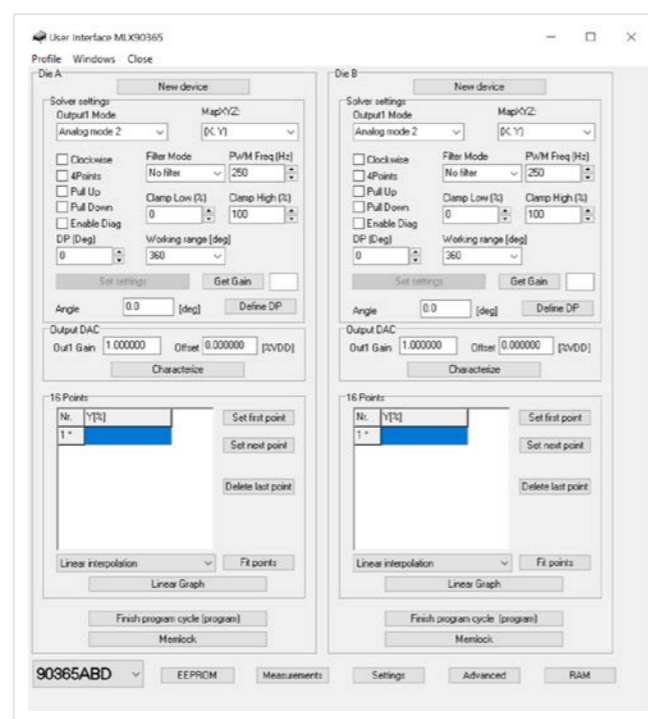 User Interface MLX90365
Profile Windows Close
Die A
New device
Solver settings
Output1 Mode MapXYZ:
Analog mode 2 (X, Y)
Clockwise Filter Mode PWM Freq (Hz)
4Points No filter 250
Pull Up
Pull Down Clamp Low (%) Clamp High (%)
Enable Diag 0 100
DP (Deg) Working range [deg]
0 360
Set settings Get Gain
Angle 0.0 [deg] Define DP
Output DAC
Out1 Gain 1.000000 Offset 0.000000 [%VDD]
Characterize
16 Points
Nr. Y[%] Set first point
1 *
Set next point
Delete last point
Linear interpolation Fit points
Linear Graph
Finish program cycle (program)
Memlock
Die B
New device
Solver settings
Output1 Mode MapXYZ:
Analog mode 2 (X, Y)
Clockwise Filter Mode PWM Freq (Hz)
4Points No filter 250
Pull Up
Pull Down Clamp Low (%) Clamp High (%)
Enable Diag 0 100
DP (Deg) Working range [deg]
0 360
Set settings Get Gain
Angle 0.0 [deg] Define DP
Output DAC
Out1 Gain 1.000000 Offset 0.000000 [%VDD]
Characterize
16 Points
Nr. Y[%] Set first point
1 *
Set next point
Delete last point
Linear interpolation Fit points
Linear Graph
Finish program cycle (program)
Memlock
90365ABD EEPROM Measurements Settings Advanced RAM